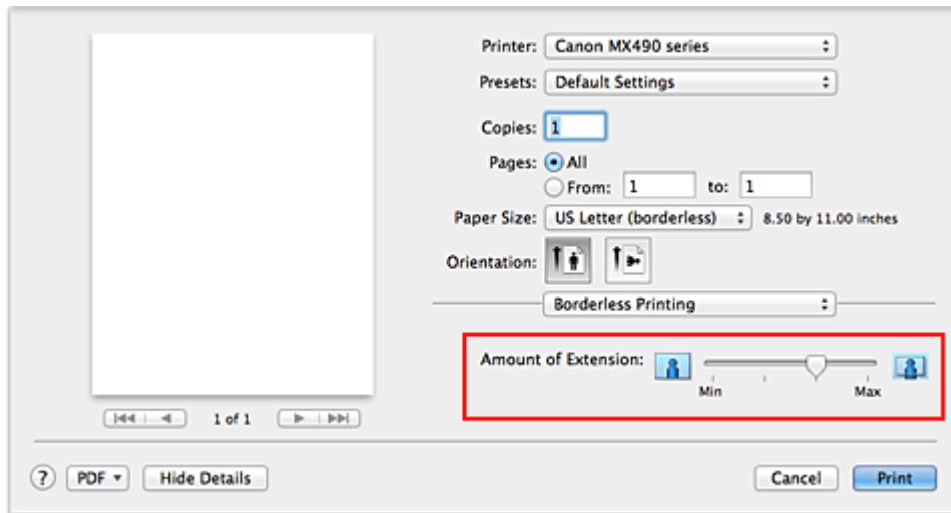 Printer: Canon MX490 series
Presets: Default Settings
Copies: 1
Pages: All
From: 1 to: 1
Paper Size: US Letter (borderless) 8.50 by 11.00 inches
Orientation:
Borderless Printing
Amount of Extension:
Min Max
1 of 1
? PDF Hide Details Cancel Print